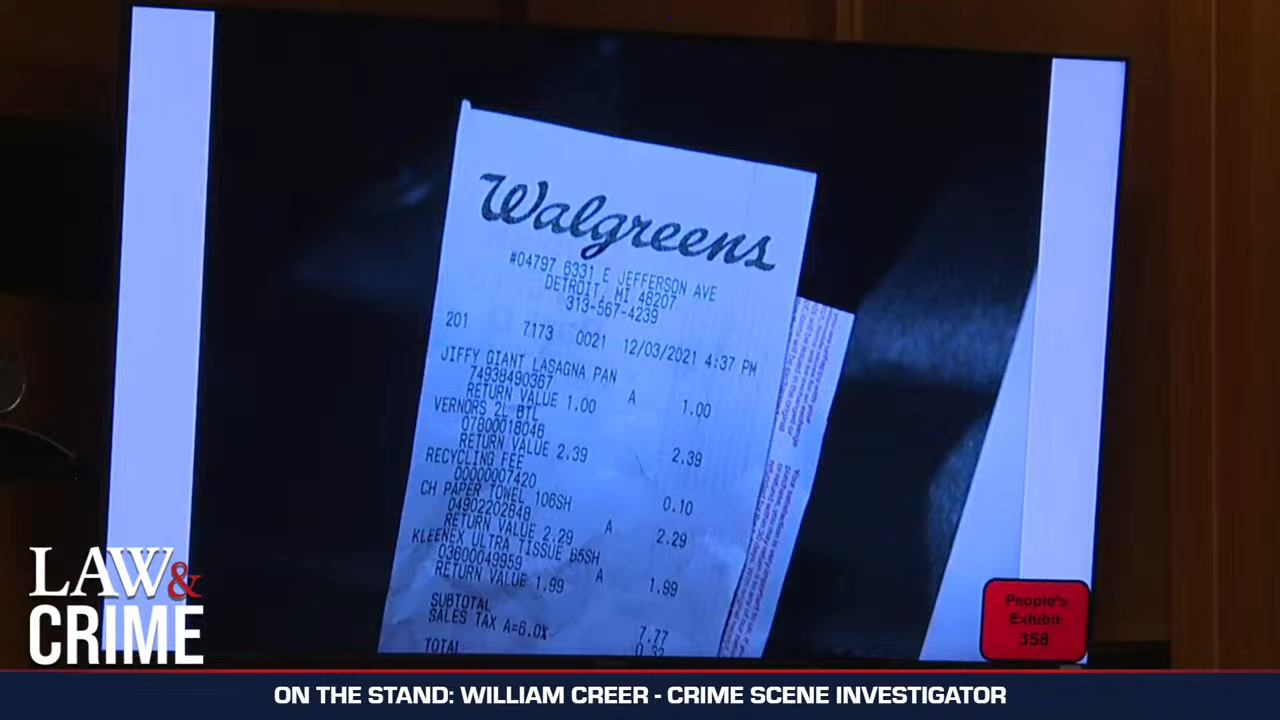 Walgreens
#04797 6331 E JEFFERSON AVE
DETROIT, MI 48207
313-567-4239
201 7173 0021 12/03/2021 4:37 PM
JIFFY GIANT LASAGNA PAN
74938490367 A 1.00
RETURN VALUE 1.00
VERNORS 2L BTL
07800018046 2.39
RETURN VALUE 2.39
RECYCLING FEE
00000007420 0.10
CH PAPER TOWEL 106SH
04902202848 A 2.29
RETURN VALUE 2.29
KLEENEX ULTRA TISSUE 65SH
03600049959 A 1.99
RETURN VALUE 1.99
SUBTOTAL 7.77
SALES TAX A=6.0% 0.32
TOTAL
People's
Exhibit
358
LAW&
CRIME
ON THE STAND: WILLIAM CREER - CRIME SCENE INVESTIGATOR